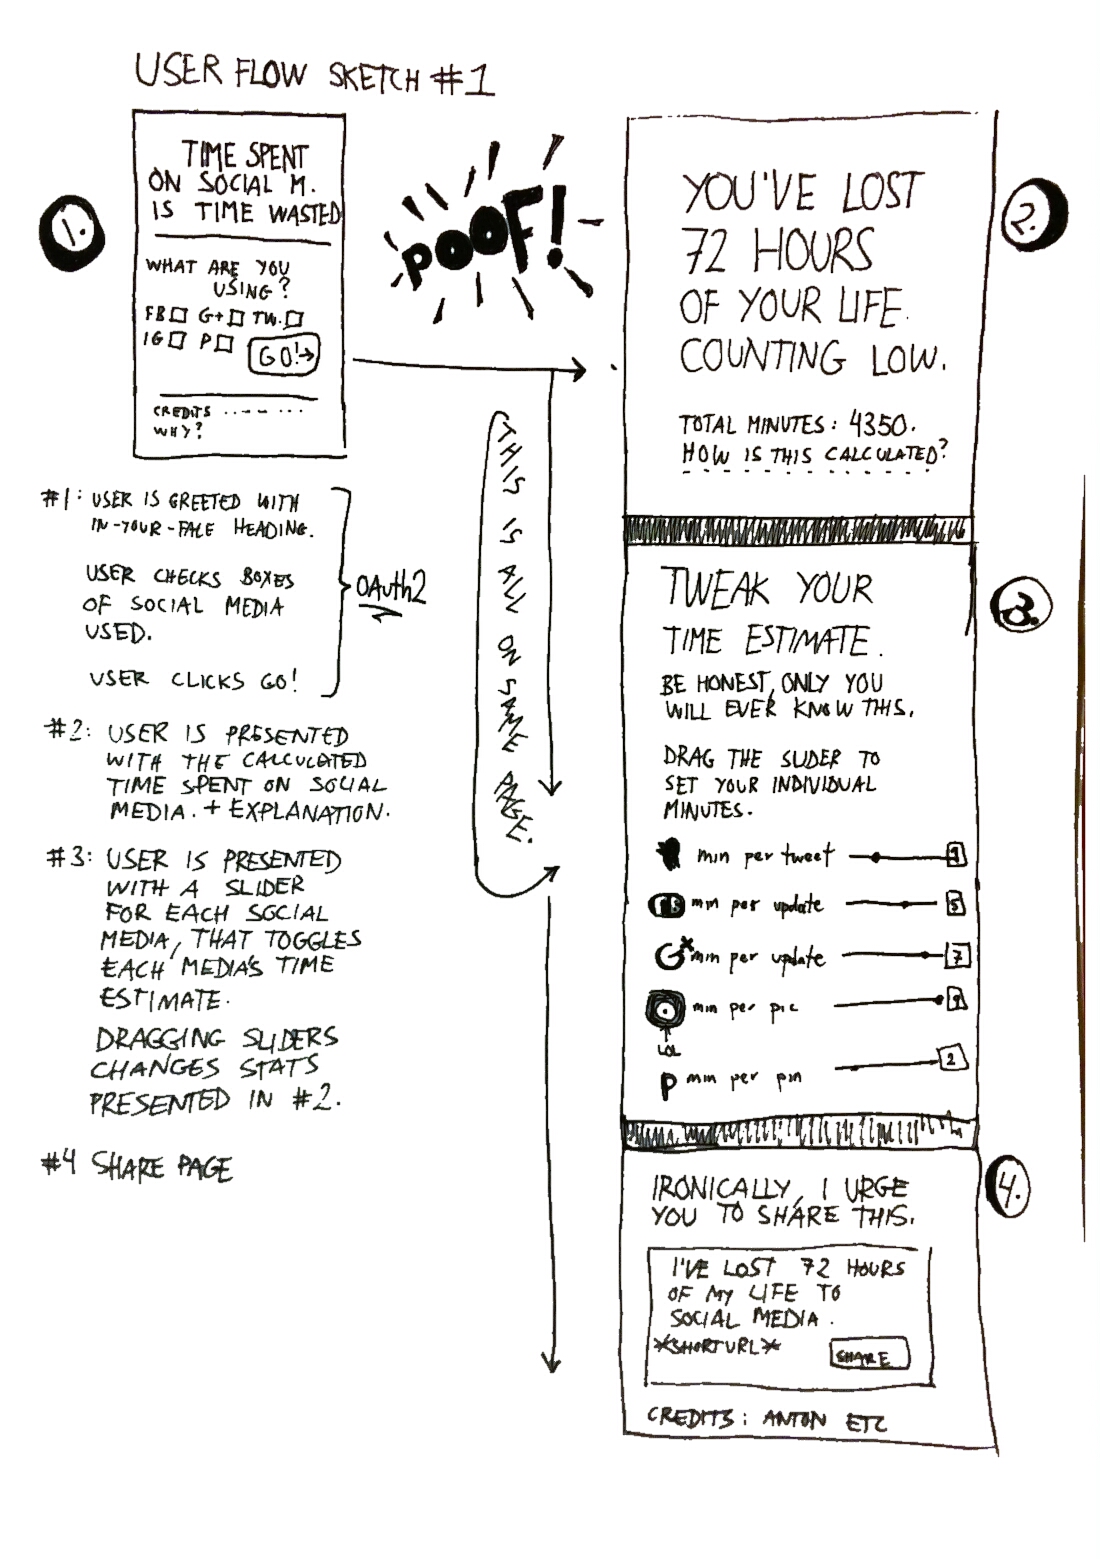 USER FLOW SKETCH #1
1.
TIME SPENT
ON SOCIAL M.
IS TIME WASTED
WHAT ARE YOU
USING?
FB G+ TW.
IG P GO!→
CREDITS ........
WHY?
POOF!
THIS IS ALL ON SAME PAGE.
#1: USER IS GREETED WITH
IN-YOUR-FACE HEADING.
USER CHECKS BOXES
OF SOCIAL MEDIA
USED.
USER CLICKS GO!
OAuth2
#2: USER IS PRESENTED
WITH THE CALCULATED
TIME SPENT ON SOCIAL
MEDIA. + EXPLANATION.
#3: USER IS PRESENTED
WITH A SLIDER
FOR EACH SOCIAL
MEDIA, THAT TOGGLES
EACH MEDIA'S TIME
ESTIMATE.
DRAGGING SLIDERS
CHANGES STATS
PRESENTED IN #2.
#4 SHARE PAGE
2.
YOU'VE LOST
72 HOURS
OF YOUR LIFE.
COUNTING LOW.
TOTAL MINUTES: 4350.
HOW IS THIS CALCULATED?
3.
TWEAK YOUR
TIME ESTIMATE.
BE HONEST, ONLY YOU
WILL EVER KNOW THIS.
DRAG THE SLIDER TO
SET YOUR INDIVIDUAL
MINUTES.
min per tweet
min per update 5
G+ min per update 7
min per pic
LOL
P min per pin 2
4.
IRONICALLY, I URGE
YOU TO SHARE THIS.
I'VE LOST 72 HOURS
OF MY LIFE TO
SOCIAL MEDIA.
*SHORTURL* SHARE
CREDITS: ANTON ETC